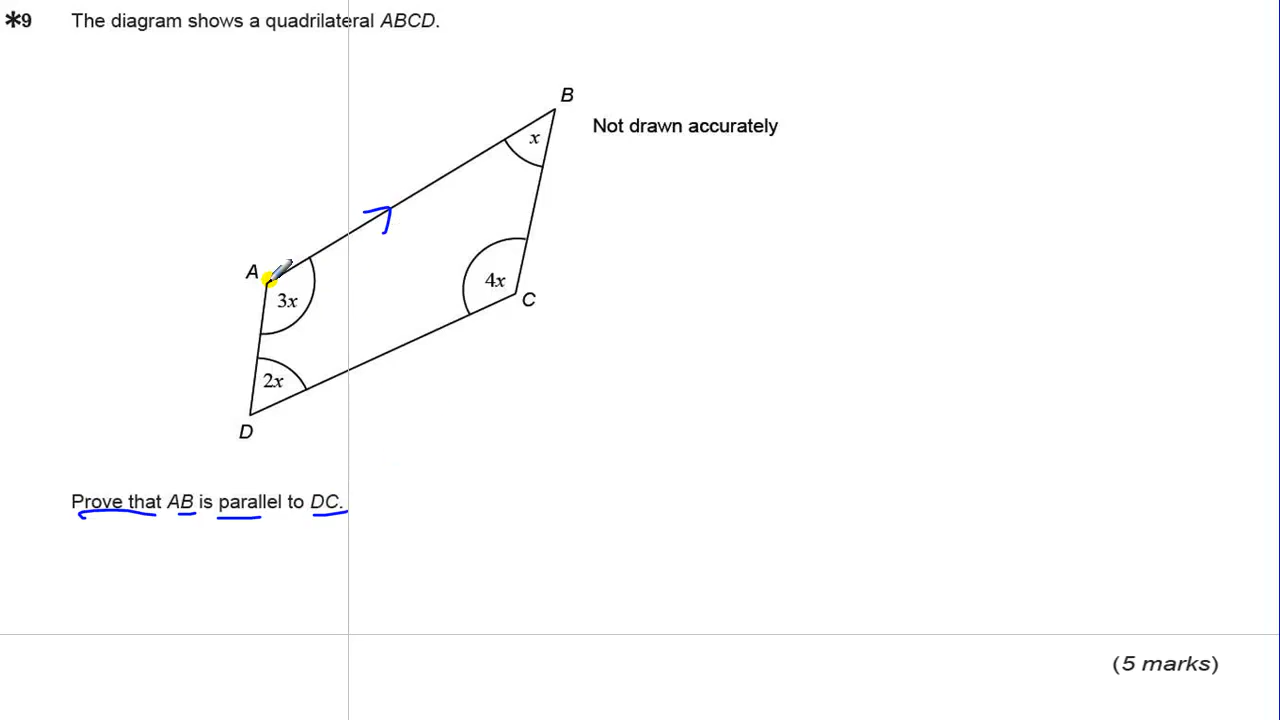 *9 The diagram shows a quadrilateral ABCD.
B
Not drawn accurately
x
A
3x
4x
C
2x
D
Prove that AB is parallel to DC.
(5 marks)